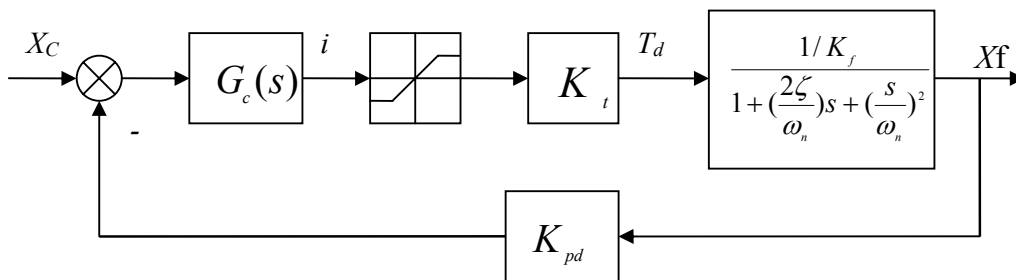 X_C
G_c(s)
i
K_t
T_d
1/K_f
1+(2ζ/ω_n)s+(s/ω_n)²
Xf
-
K_pd